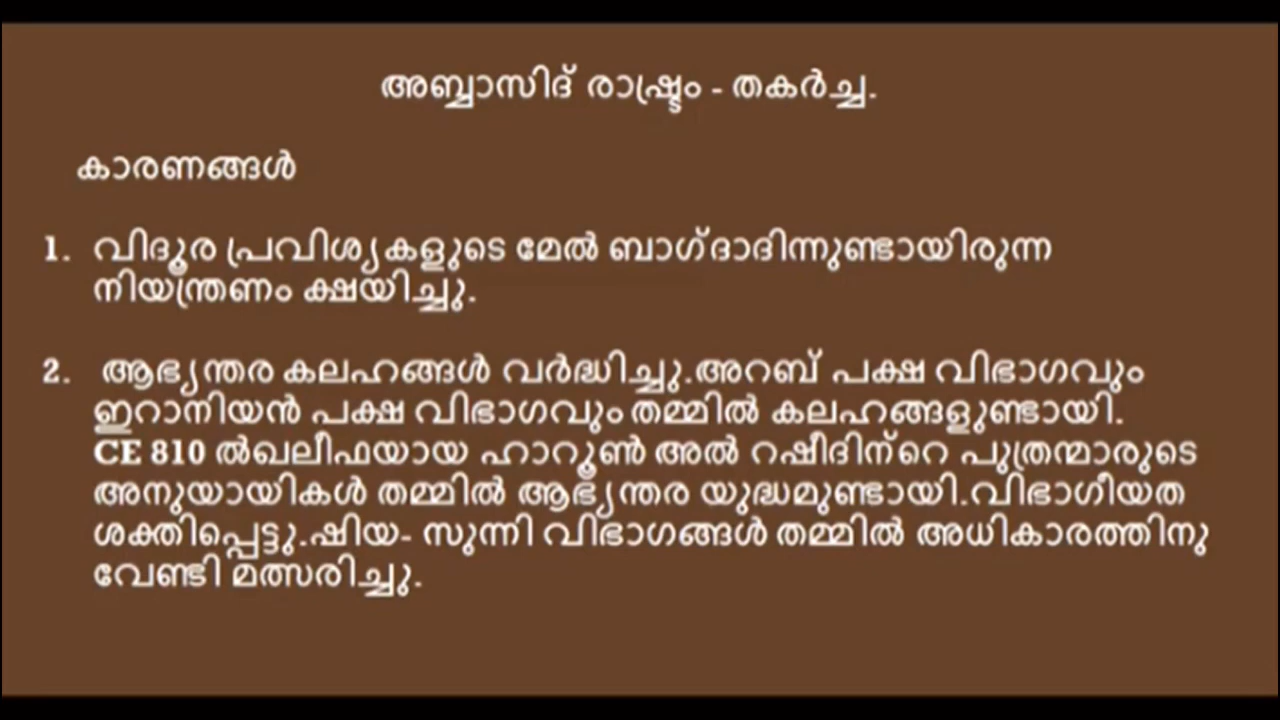 അബ്ബാസിദ് രാഷ്ട്രം - തകർച്ച.
കാരണങ്ങൾ
1. വിദൂര പ്രവിശ്യകളുടെ മേൽ ബാഗ്ദാദിന്നുണ്ടായിരുന്ന
നിയന്ത്രണം ക്ഷയിച്ചു.
2. ആഭ്യന്തര കലഹങ്ങൾ വർദ്ധിച്ചു.അറബ് പക്ഷ വിഭാഗവും
ഇറാനിയൻ പക്ഷ വിഭാഗവും തമ്മിൽ കലഹങ്ങളുണ്ടായി.
CE 810 ൽഖലീഫയായ ഹാറൂൺ അൽ റഷീദിന്റെ പുത്രന്മാരുടെ
അനുയായികൾ തമ്മിൽ ആഭ്യന്തര യുദ്ധമുണ്ടായി.വിഭാഗീയത
ശക്തിപ്പെട്ടു.ഷിയ- സുന്നി വിഭാഗങ്ങൾ തമ്മിൽ അധികാരത്തിനു
വേണ്ടി മത്സരിച്ചു.